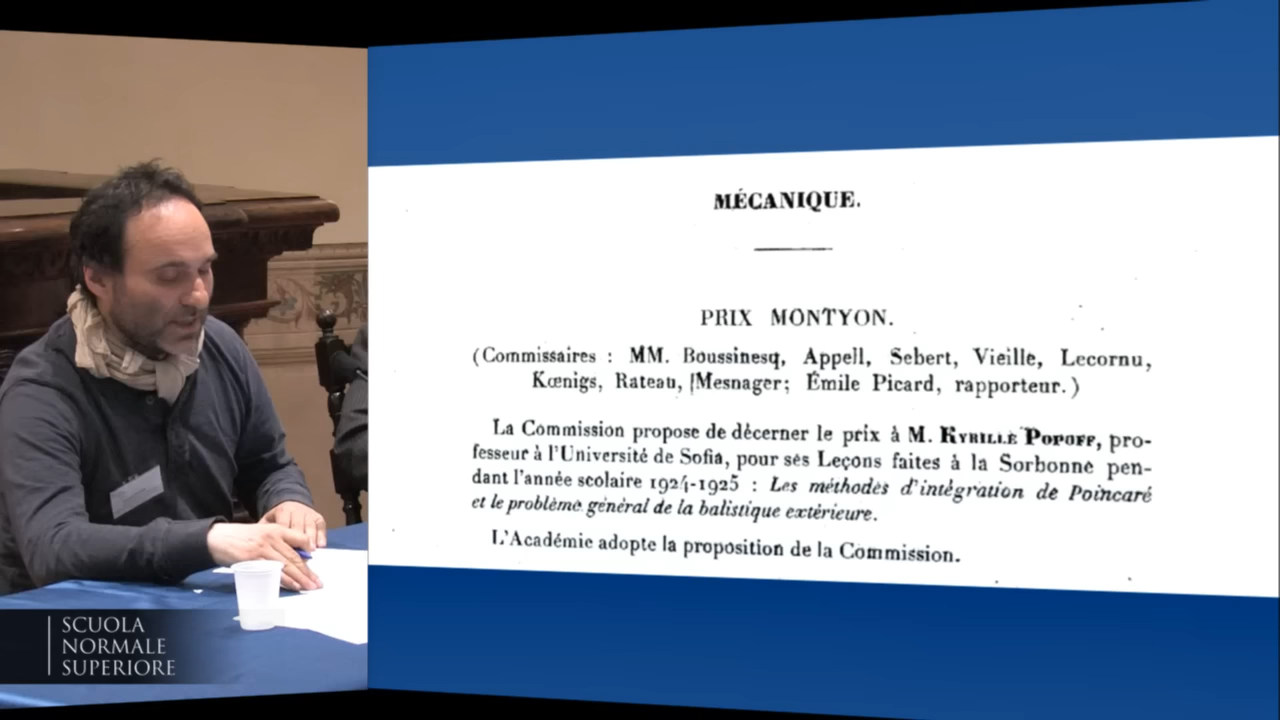 MÉCANIQUE.
PRIX MONTYON.
(Commissaires : MM. Boussinesq, Appell, Sebert, Vieille, Lecornu,
Kœnigs, Rateau, Mesnager; Émile Picard, rapporteur.)
La Commission propose de décerner le prix à M. KYRILLE POPOFF, pro-
fesseur à l'Université de Sofia, pour ses Leçons faites à la Sorbonne pen-
dant l'année scolaire 1924-1925 : Les méthodes d'intégration de Poincaré
et le problème général de la balistique extérieure.
L'Académie adopte la proposition de la Commission.
SCUOLA
NORMALE
SUPERIORE